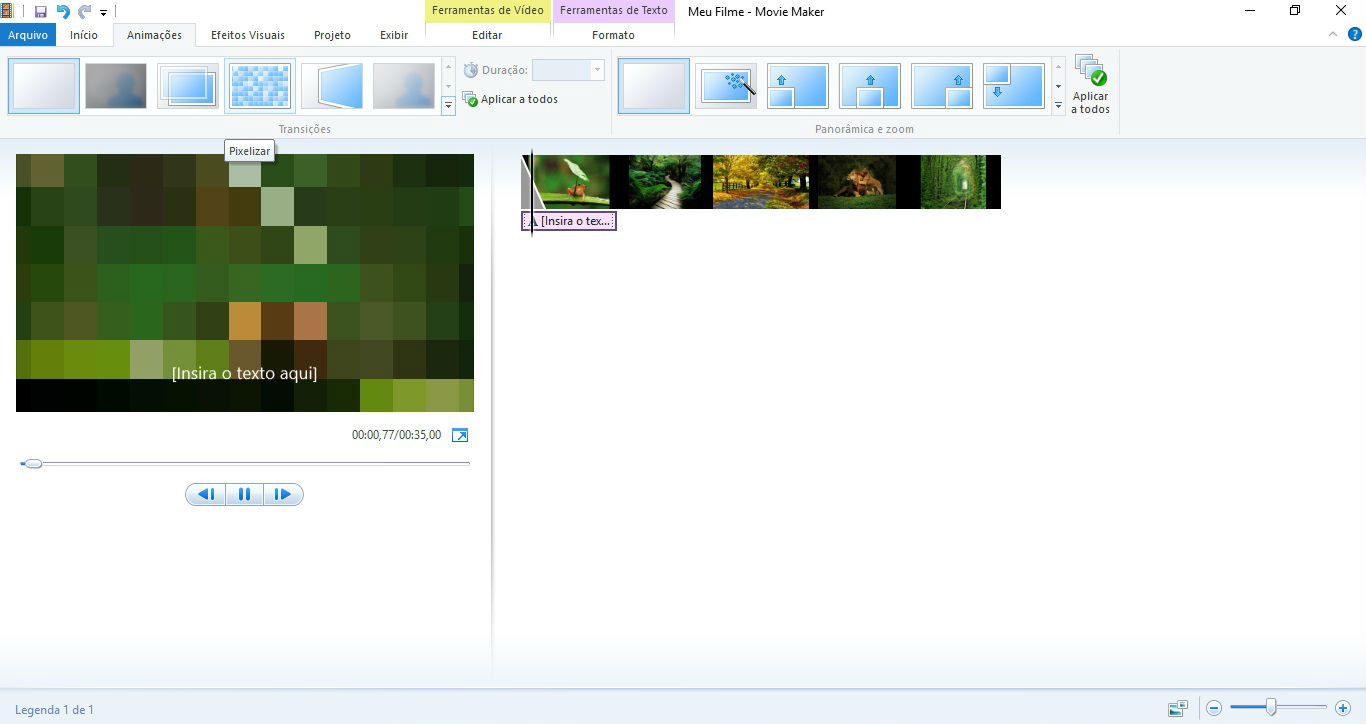 Ferramentas de Vídeo
Ferramentas de Texto
Meu Filme - Movie Maker
Arquivo
Início
Animações
Efeitos Visuais
Projeto
Exibir
Editar
Formato
Duração:
Aplicar a todos
Transições
Aplicar
a todos
Panorâmica e zoom
Pixelizar
[Insira o texto aqui]
00:00,77/00:35,00
[Insira o tex...
Legenda 1 de 1